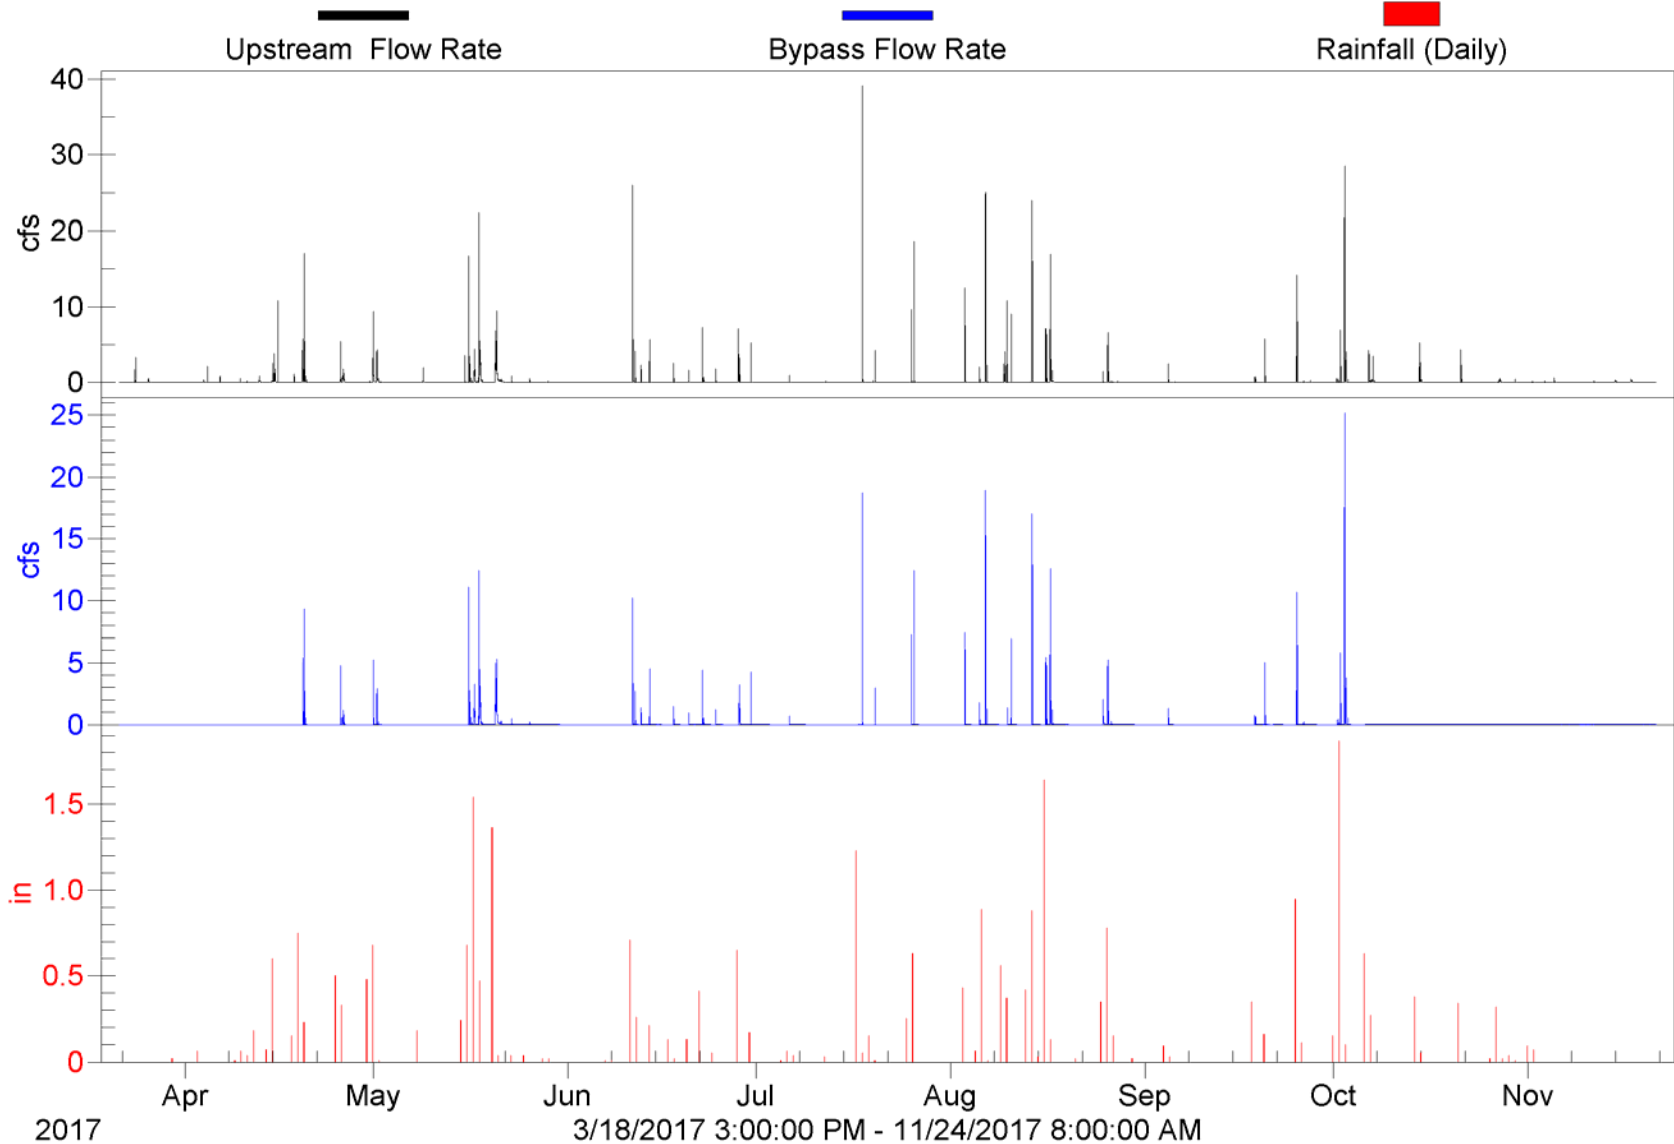 Upstream  Flow Rate Bypass Flow Rate Rainfall (Daily)
40
30
20
10
0
cfs
25
20
15
10
5
0
cfs
1.5
1.0
0.5
0
in
Apr May Jun Jul Aug Sep Oct Nov
2017 3/18/2017 3:00:00 PM - 11/24/2017 8:00:00 AM